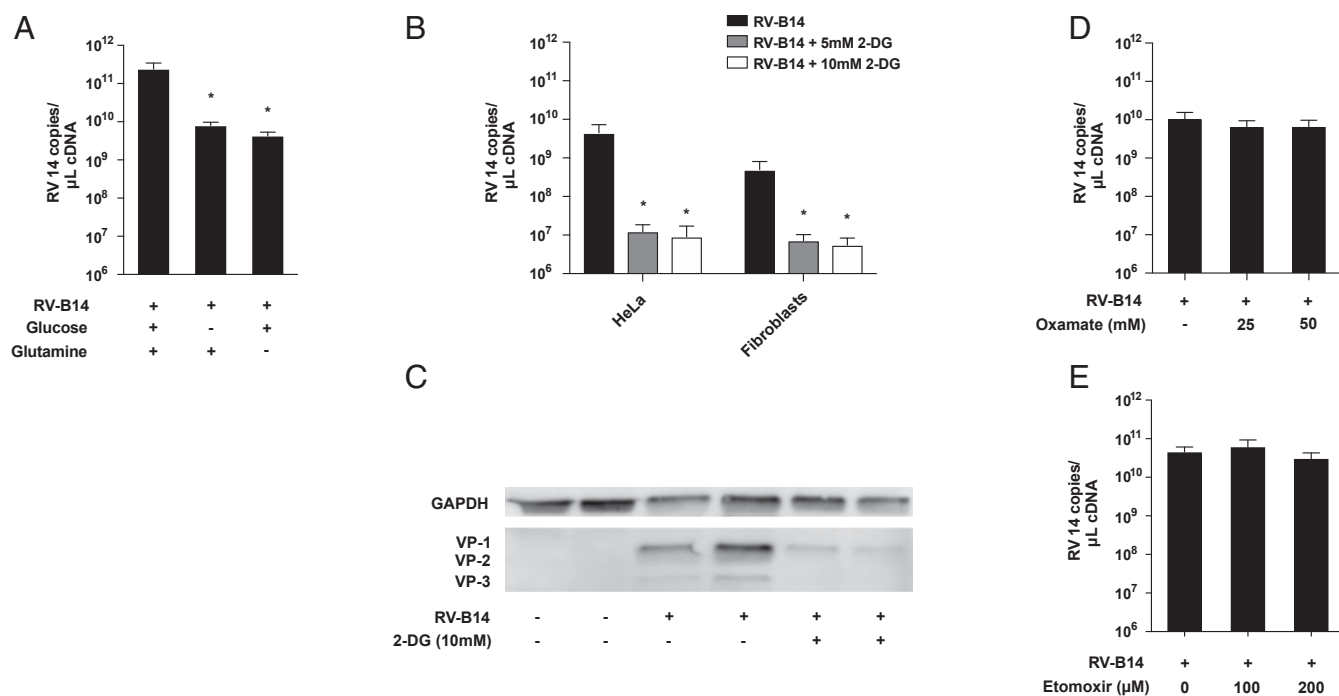 A
RV 14 copies/
µL cDNA
10¹²
10¹¹
10¹⁰
10⁹
10⁸
10⁷
10⁶
*
*
RV-B14 + + +
Glucose + - +
Glutamine + + -
B
RV-B14
RV-B14 + 5mM 2-DG
RV-B14 + 10mM 2-DG
RV 14 copies/
µL cDNA
10¹²
10¹¹
10¹⁰
10⁹
10⁸
10⁷
10⁶
* * * *
HeLa
Fibroblasts
C
GAPDH
VP-1
VP-2
VP-3
RV-B14 - - + + + +
2-DG (10mM) - - - - + +
D
RV 14 copies/
µL cDNA
10¹²
10¹¹
10¹⁰
10⁹
10⁸
10⁷
10⁶
RV-B14 + + +
Oxamate (mM) - 25 50
E
RV 14 copies/
µL cDNA
10¹²
10¹¹
10¹⁰
10⁹
10⁸
10⁷
10⁶
RV-B14 + + +
Etomoxir (µM) 0 100 200